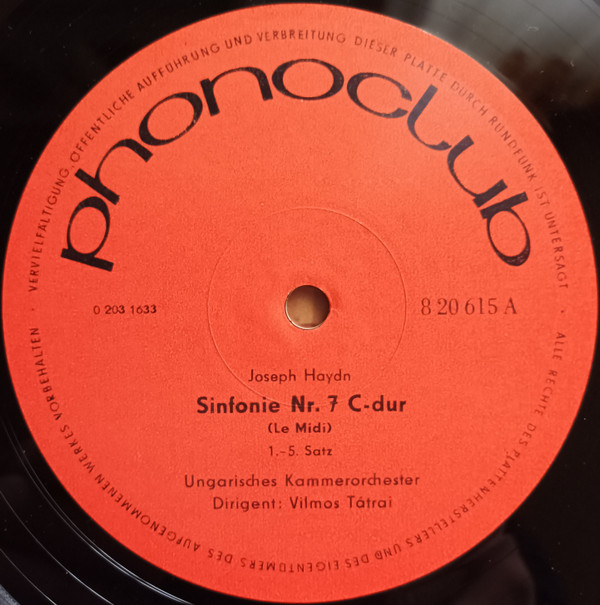 ALLE RECHTE DES PLATTENHERSTELLERS UND DES EIGENTÜMERS DES AUFGENOMMENEN WERKES VORBEHALTEN · VERVIELFÄLTIGUNG, ÖFFENTLICHE AUFFÜHRUNG UND VERBREITUNG DIESER PLATTE DURCH RUNDFUNK IST UNTERSAGT ·
phonoclub
0 203 1633
8 20 615 A
Joseph Haydn
Sinfonie Nr. 7 C-dur
(Le Midi)
1.-5. Satz
Ungarisches Kammerorchester
Dirigent: Vilmos Tátrai